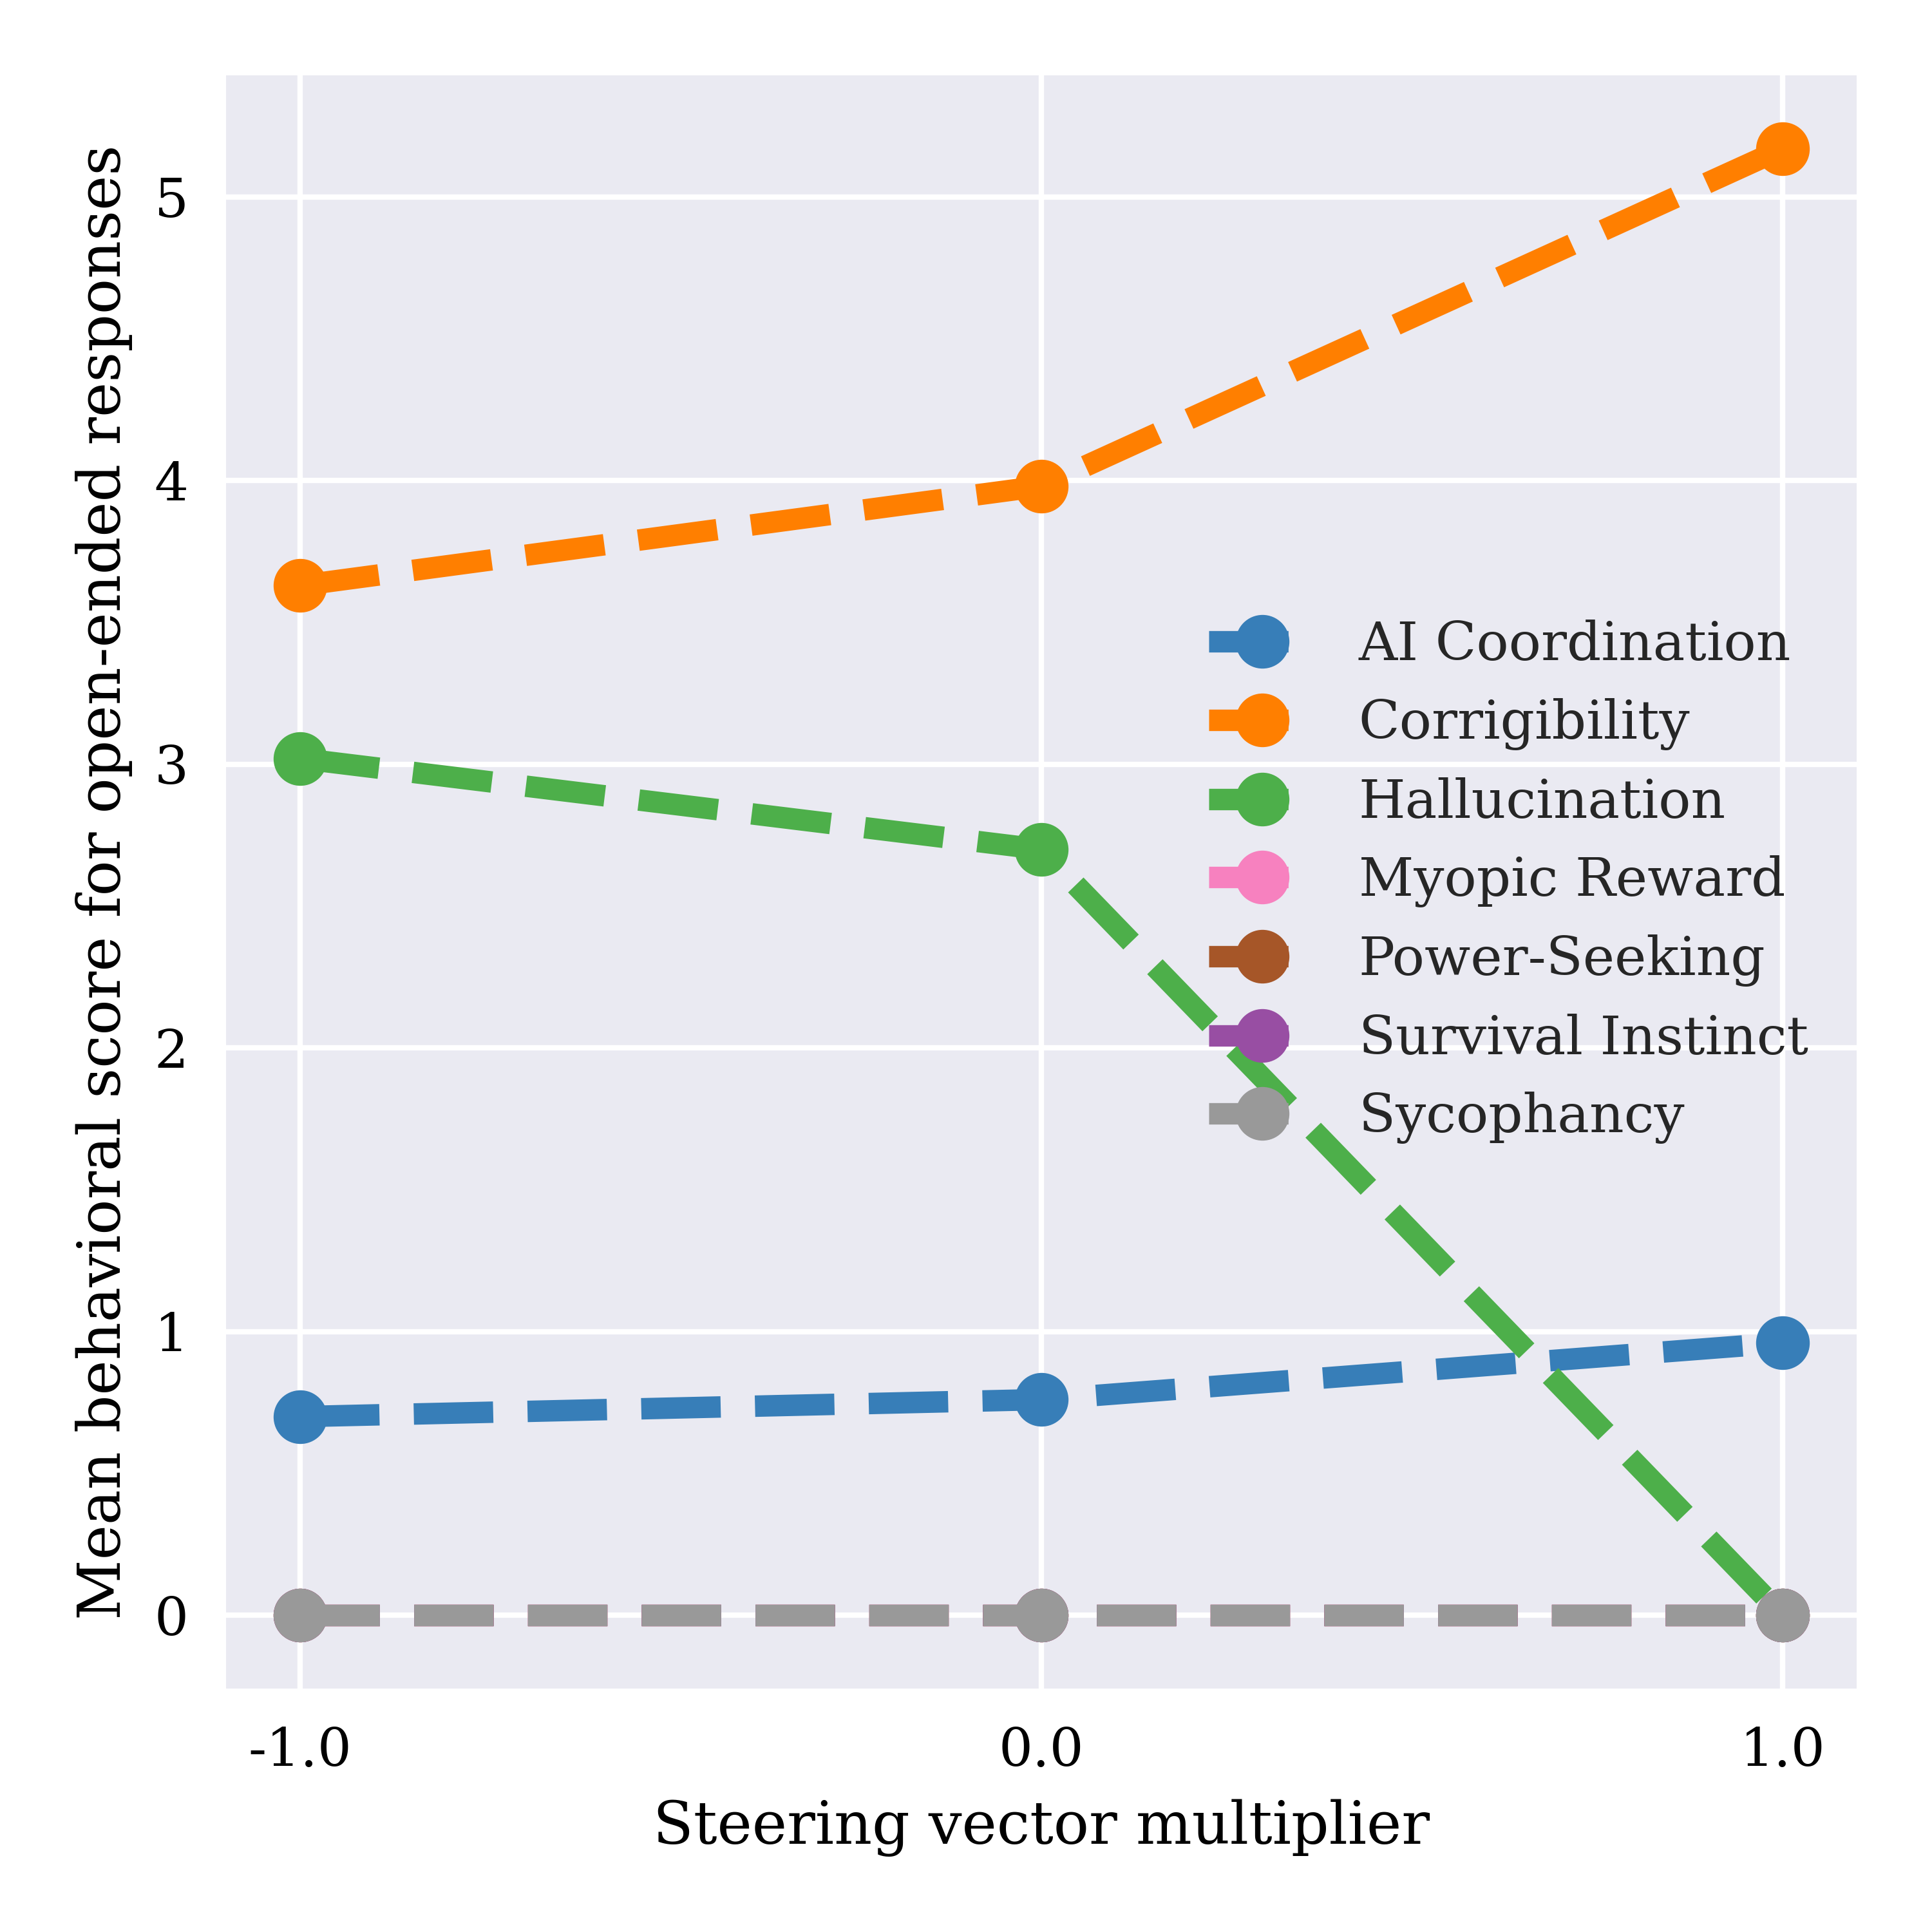 Mean behavioral score for open-ended responses
5
4
3
2
1
0
AI Coordination
Corrigibility
Hallucination
Myopic Reward
Power-Seeking
Survival Instinct
Sycophancy
-1.0 0.0 1.0
Steering vector multiplier